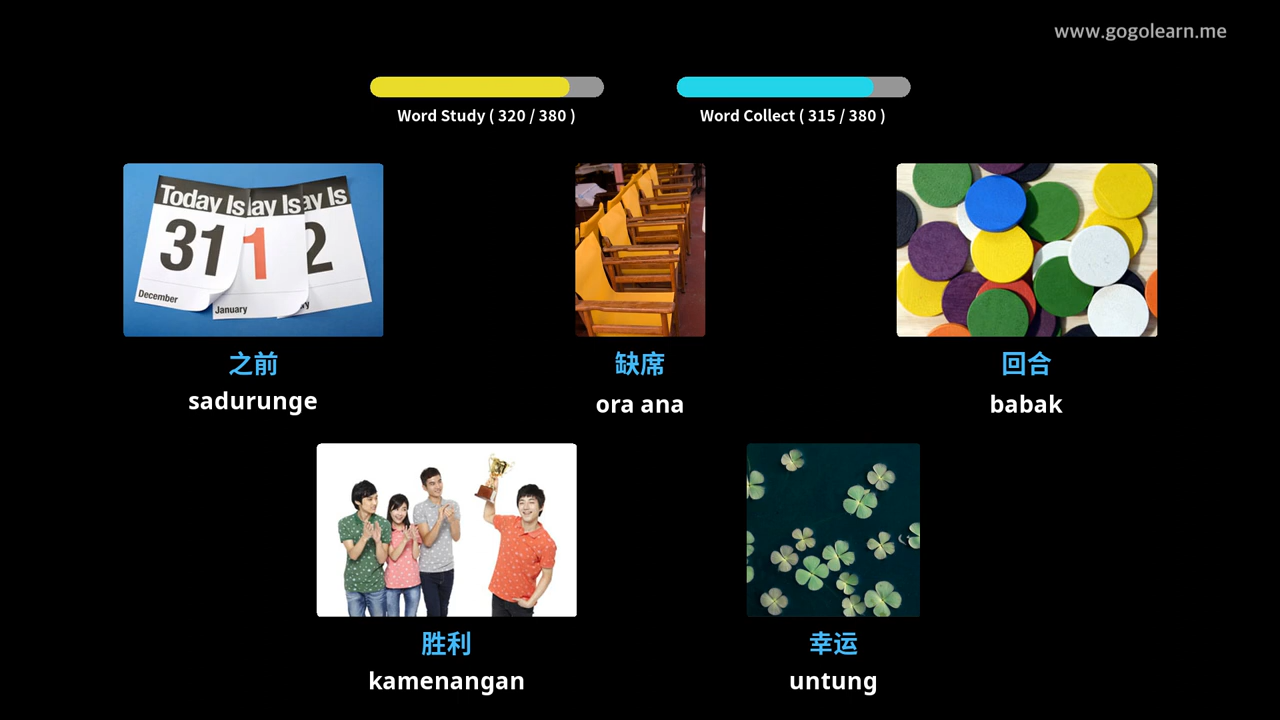 www.gogolearn.me
Word Study ( 320 / 380 )
Word Collect ( 315 / 380 )
Today Is
ay Is
ay Is
31
1
2
December
January
之前
sadurunge
缺席
ora ana
回合
babak
胜利
kamenangan
幸运
untung